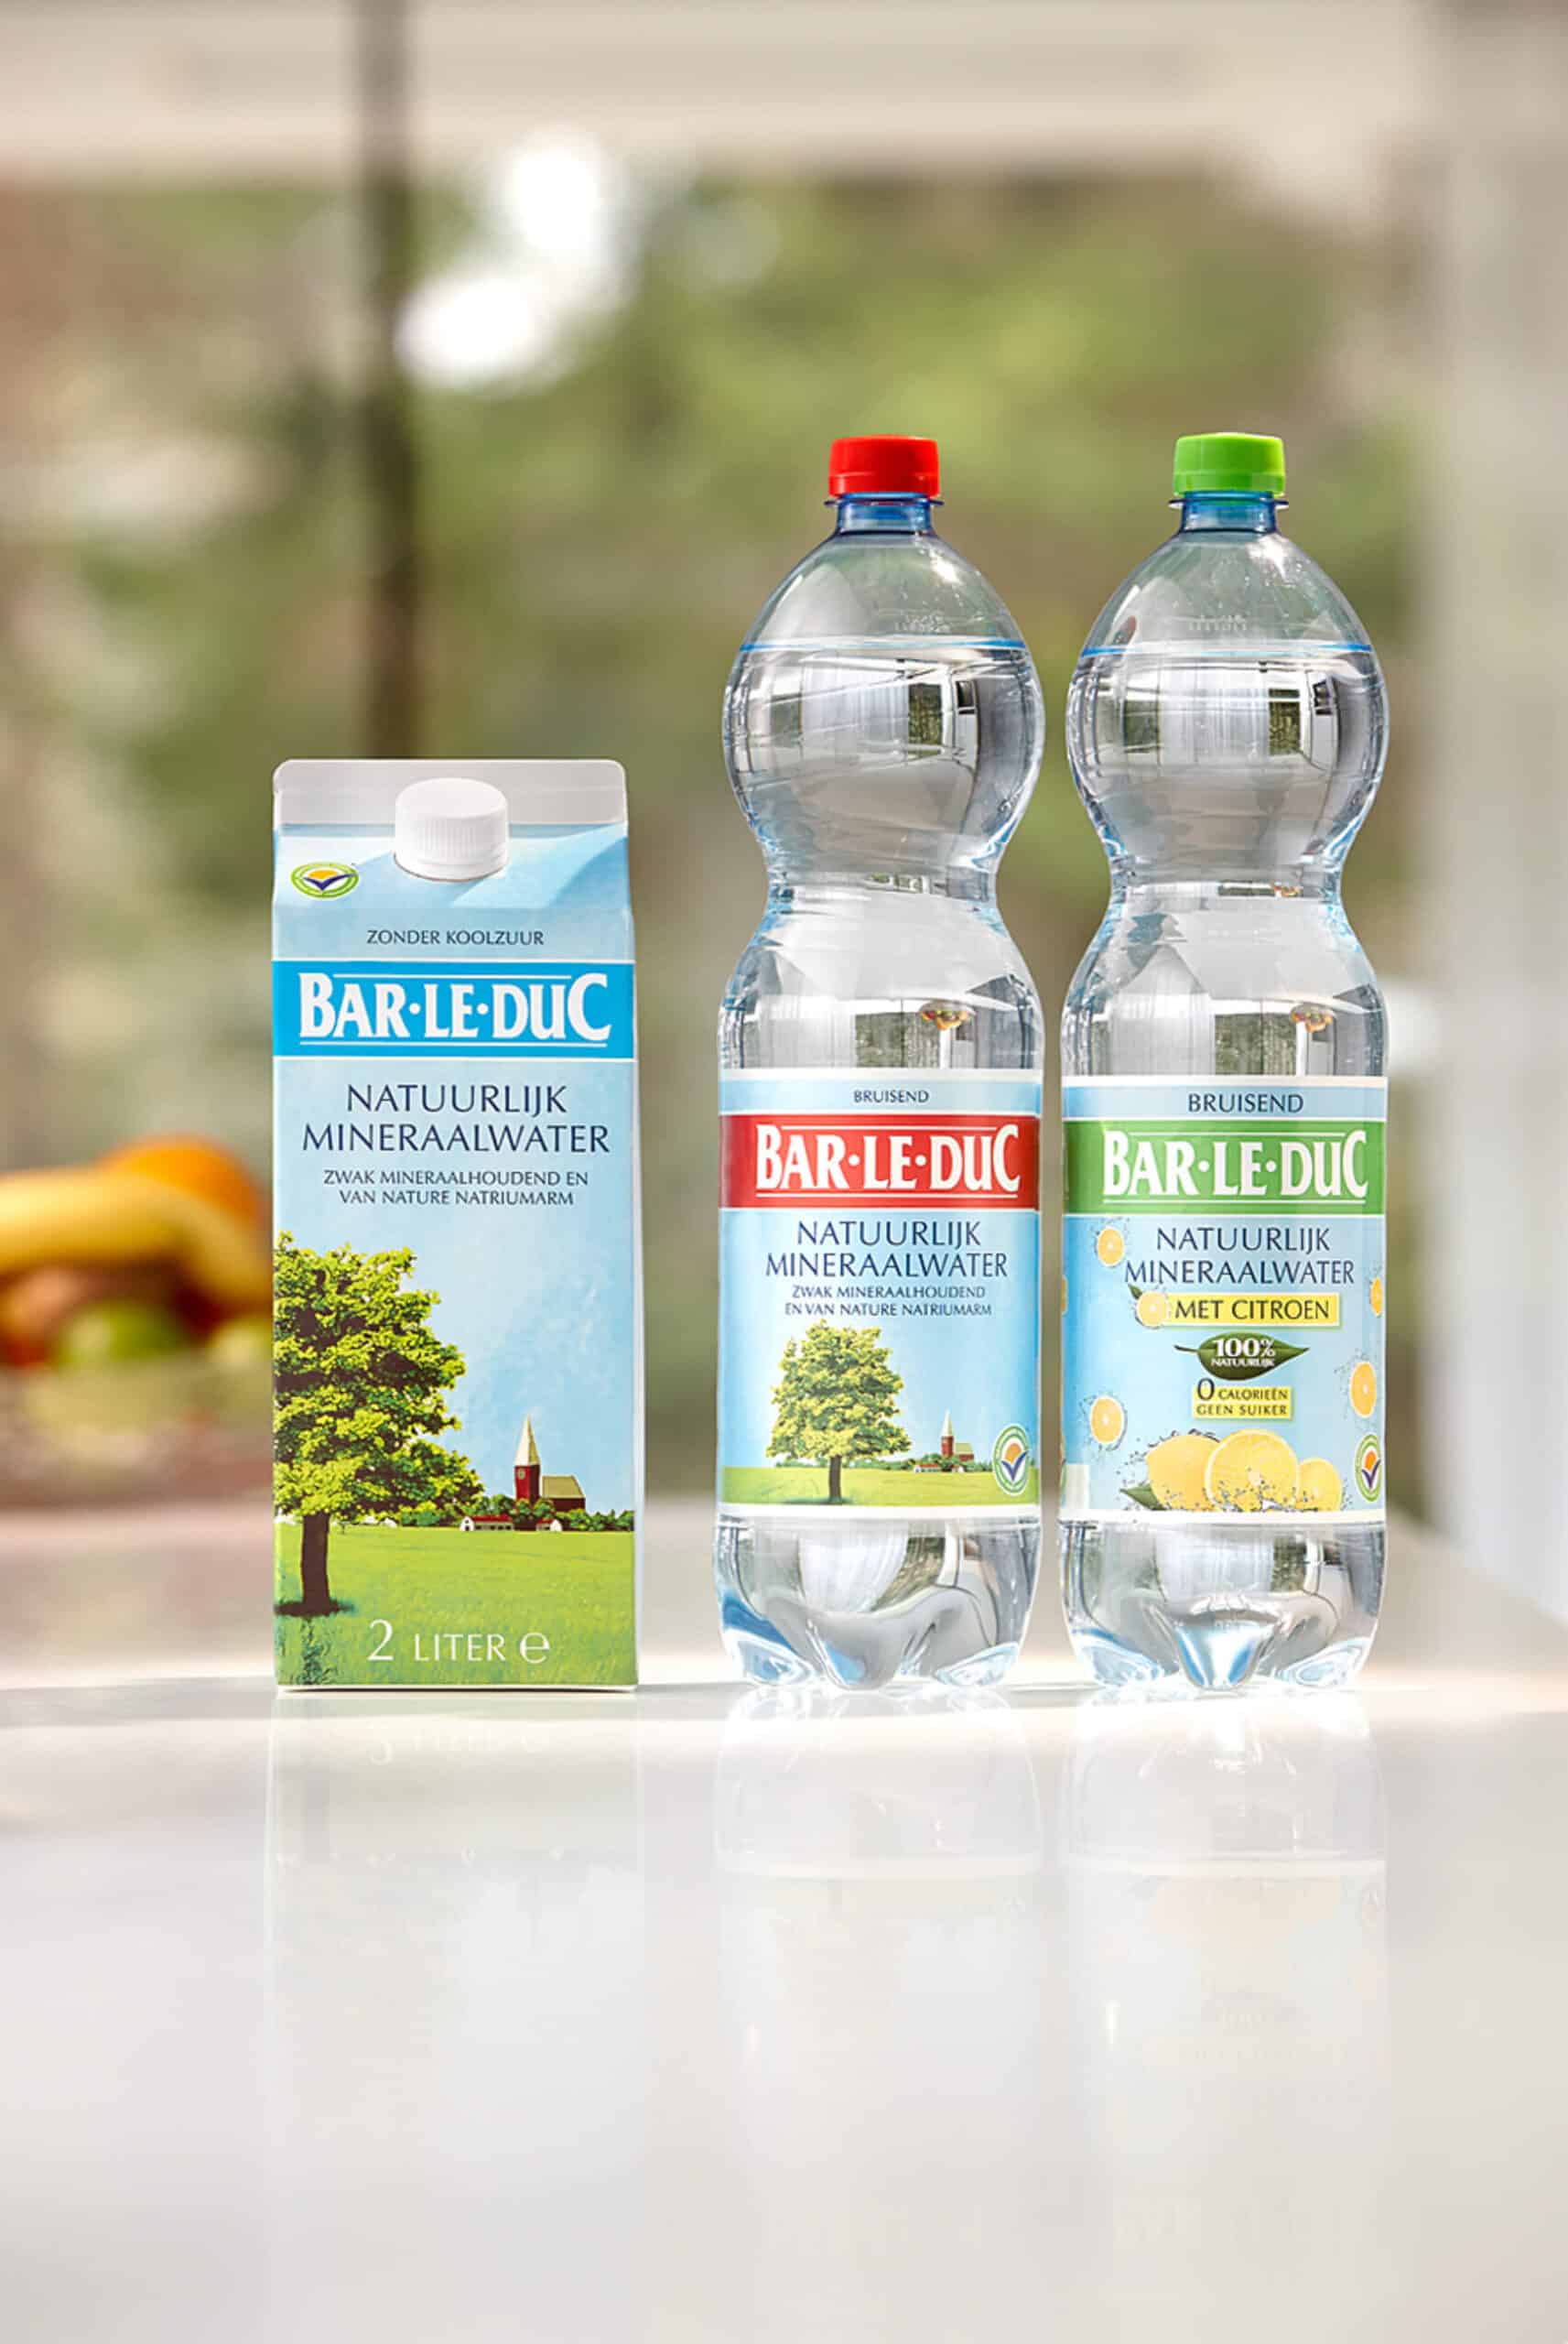 ZONDER KOOLZUUR
BAR·LE·DUC
NATUURLIJK
MINERAALWATER
ZWAK MINERAALHOUDEND EN
VAN NATURE NATRIUMARM
2 LITER ℮
BRUISEND
BAR·LE·DUC
NATUURLIJK
MINERAALWATER
ZWAK MINERAALHOUDEND
EN VAN NATURE NATRIUMARM
BRUISEND
BAR·LE·DUC
NATUURLIJK
MINERAALWATER
MET CITROEN
100%
NATUURLIJK
0 CALORIEËN
GEEN SUIKER